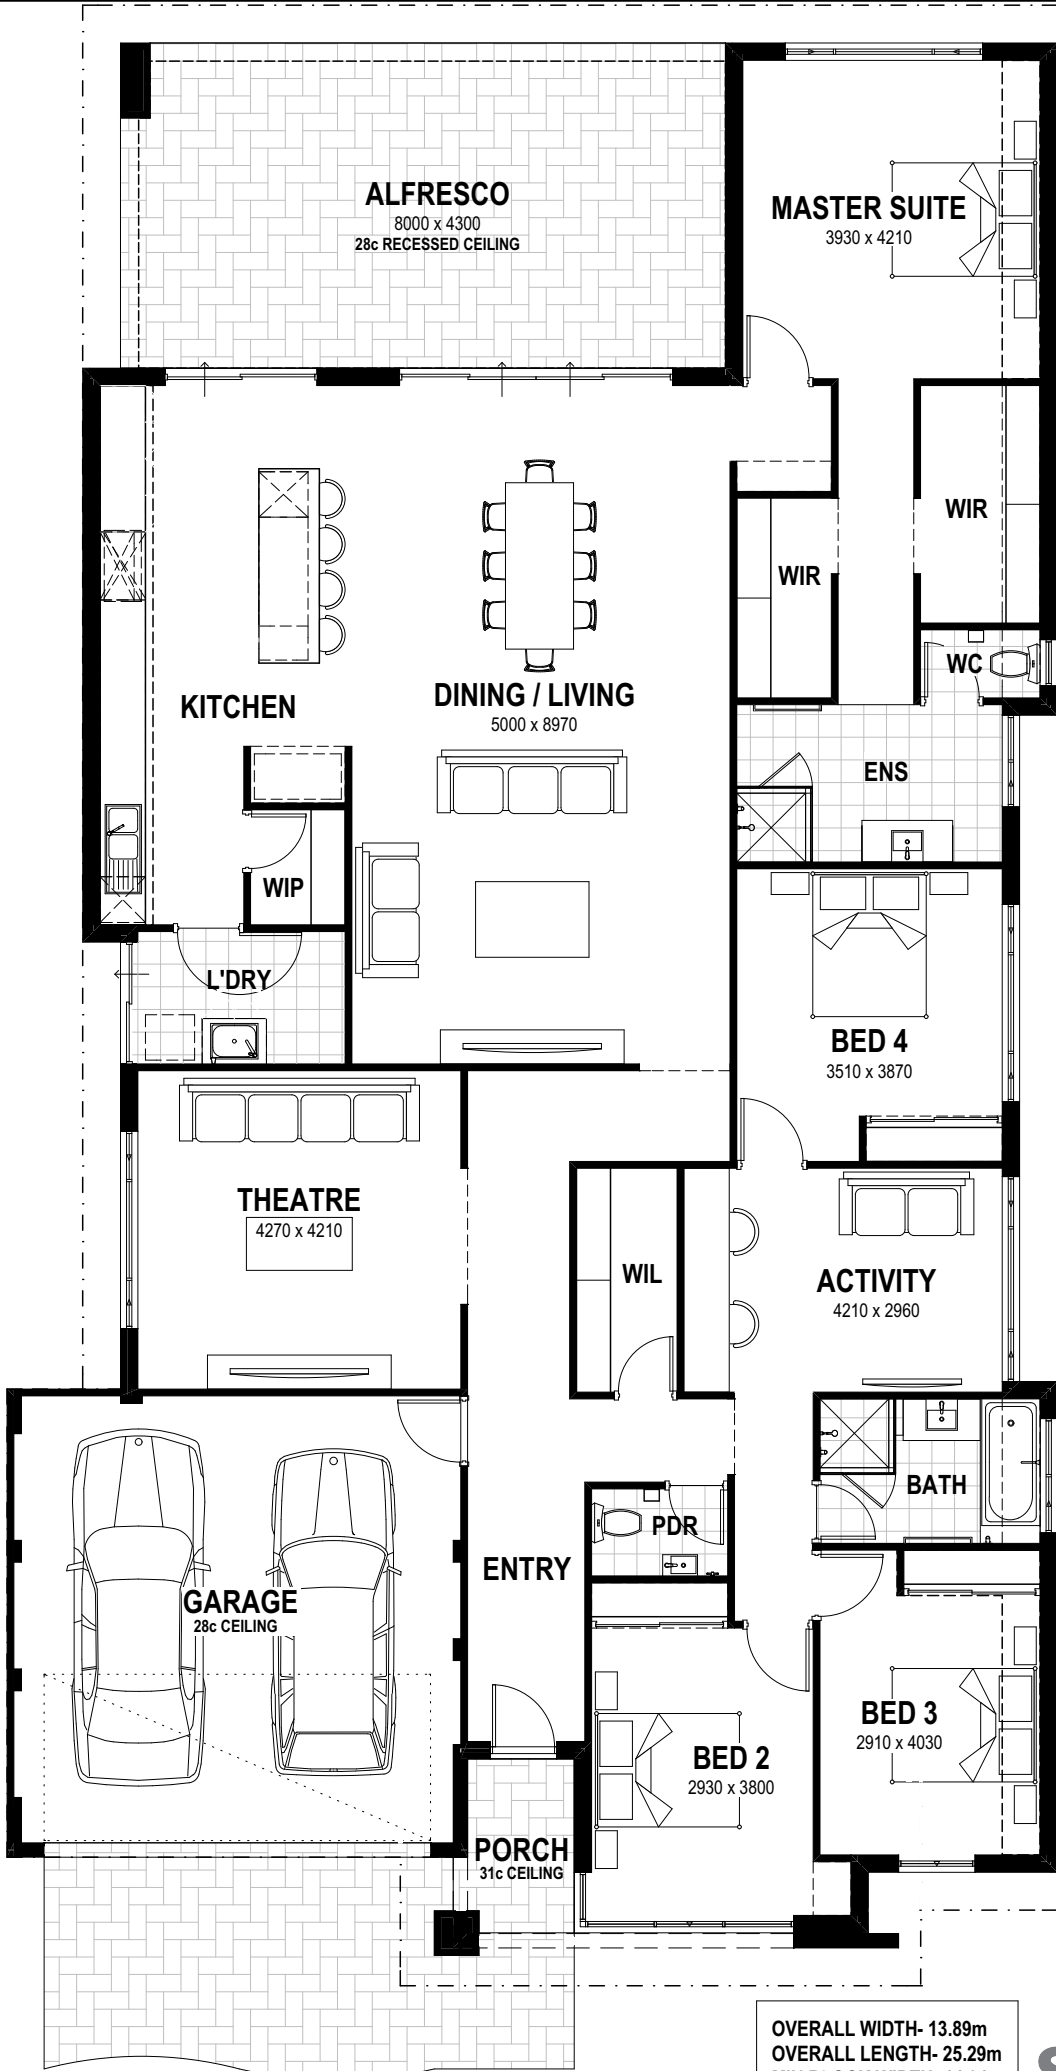 ALFRESCO
8000 x 4300
28c RECESSED CEILING
MASTER SUITE
3930 x 4210
WIR
WIR
WC
KITCHEN
DINING / LIVING
5000 x 8970
ENS
WIP
L'DRY
BED 4
3510 x 3870
THEATRE
4270 x 4210
WIL
ACTIVITY
4210 x 2960
BATH
PDR
ENTRY
GARAGE
28c CEILING
BED 3
2910 x 4030
BED 2
2930 x 3800
PORCH
31c CEILING
OVERALL WIDTH- 13.89m
OVERALL LENGTH- 25.29m